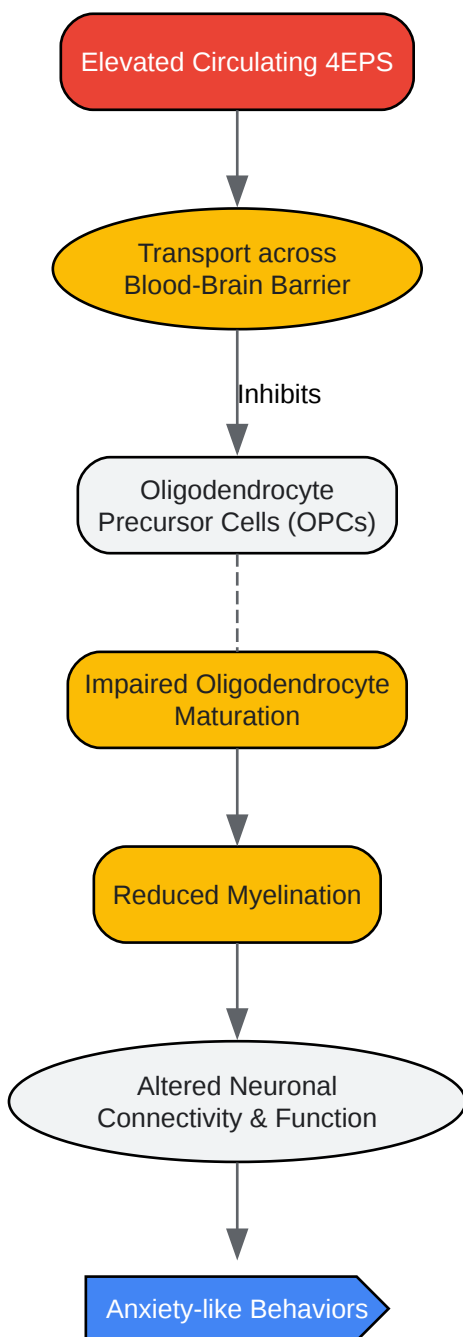 Elevated Circulating 4EPS
Transport across
Blood-Brain Barrier
Inhibits
Oligodendrocyte
Precursor Cells (OPCs)
Impaired Oligodendrocyte
Maturation
Reduced Myelination
Altered Neuronal
Connectivity & Function
Anxiety-like Behaviors